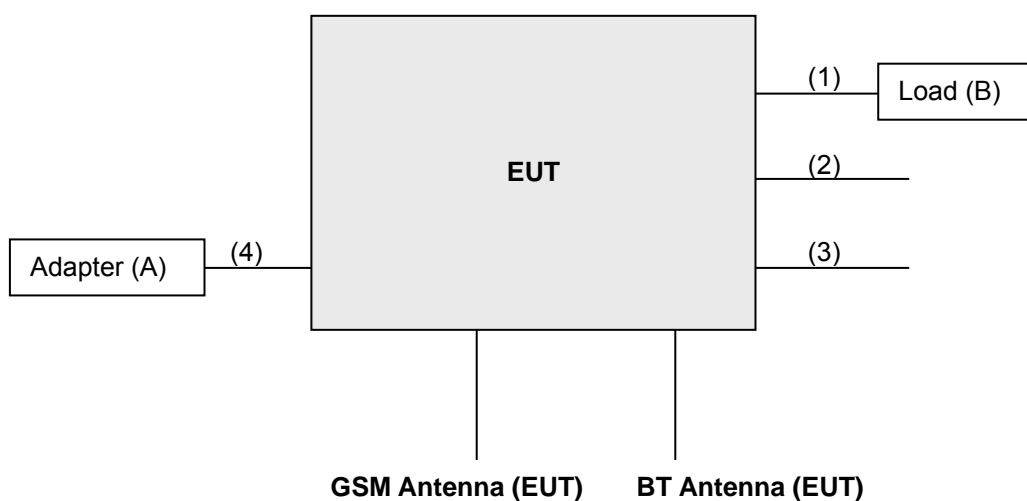 (1)
Load (B)
EUT
(2)
(3)
(4)
Adapter (A)
GSM Antenna (EUT)
BT Antenna (EUT)